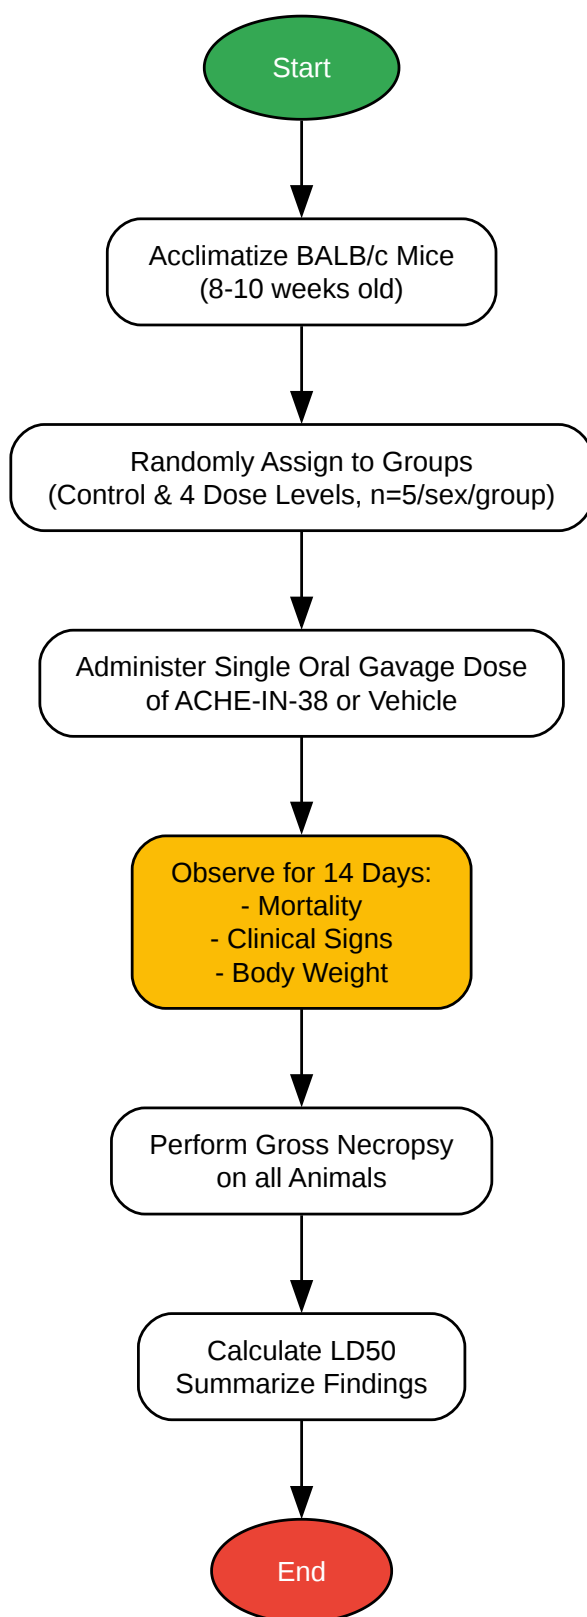 Start
Acclimatize BALB/c Mice
(8-10 weeks old)
Randomly Assign to Groups
(Control & 4 Dose Levels, n=5/sex/group)
Administer Single Oral Gavage Dose
of ACHE-IN-38 or Vehicle
Observe for 14 Days:
- Mortality
- Clinical Signs
- Body Weight
Perform Gross Necropsy
on all Animals
Calculate LD50
Summarize Findings
End